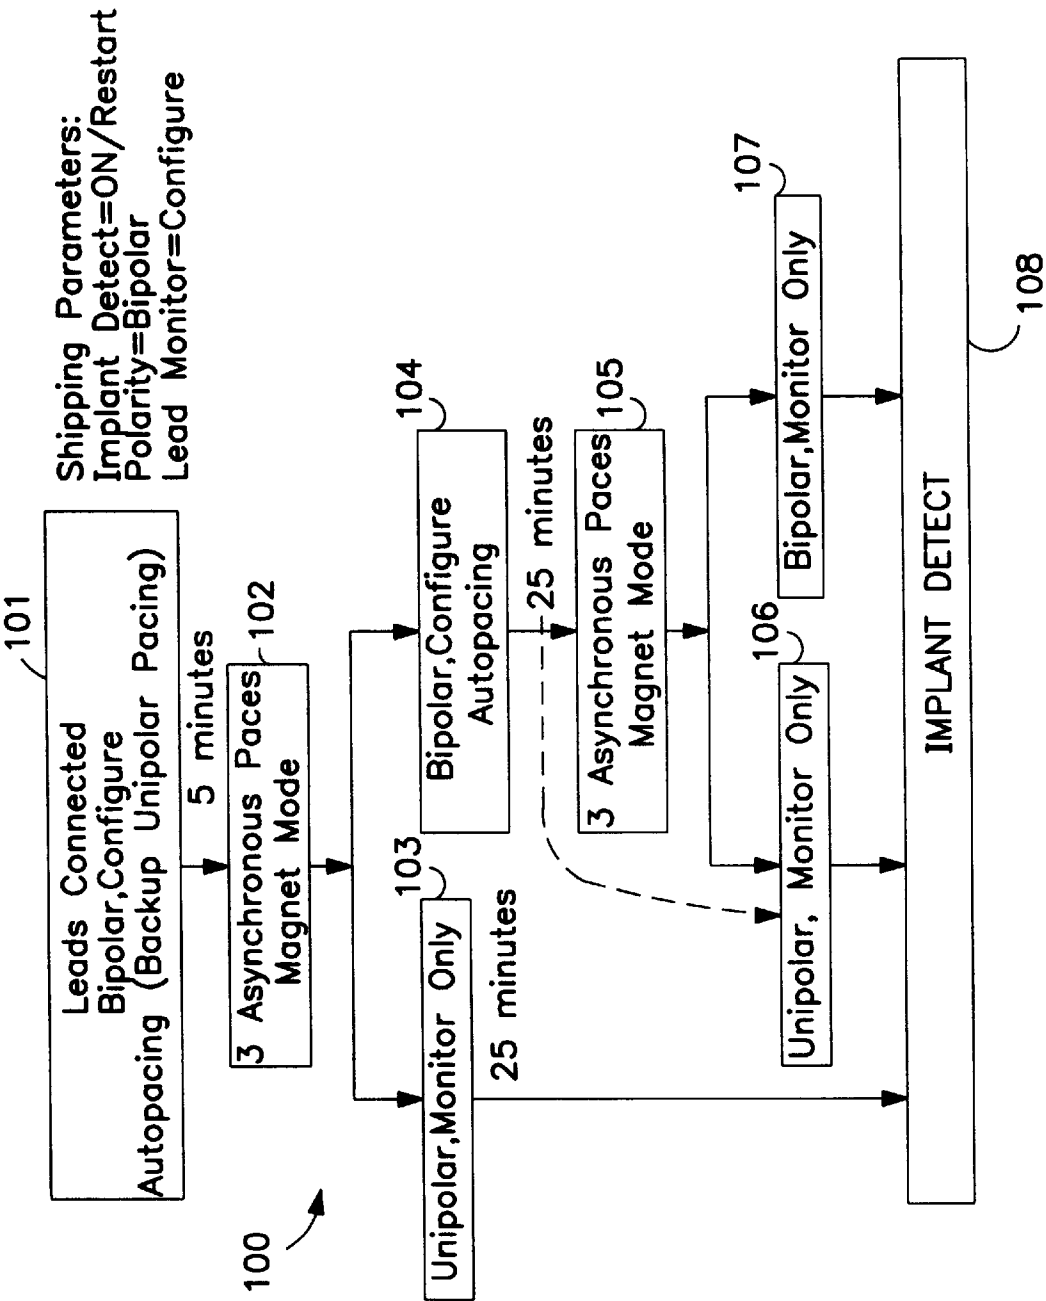 Shipping Parameters:
Implant Detect=ON/Restart
Polarity=Bipolar
Lead Monitor=Configure
101
Leads Connected
Bipolar,Configure
Autopacing (Backup Unipolar Pacing)
5 minutes
102
3 Asynchronous Paces
Magnet Mode
100
103
Unipolar,Monitor Only
25 minutes
104
Bipolar,Configure
Autopacing
25 minutes
105
3 Asynchronous Paces
Magnet Mode
106
Unipolar, Monitor Only
107
Bipolar,Monitor Only
IMPLANT DETECT
108